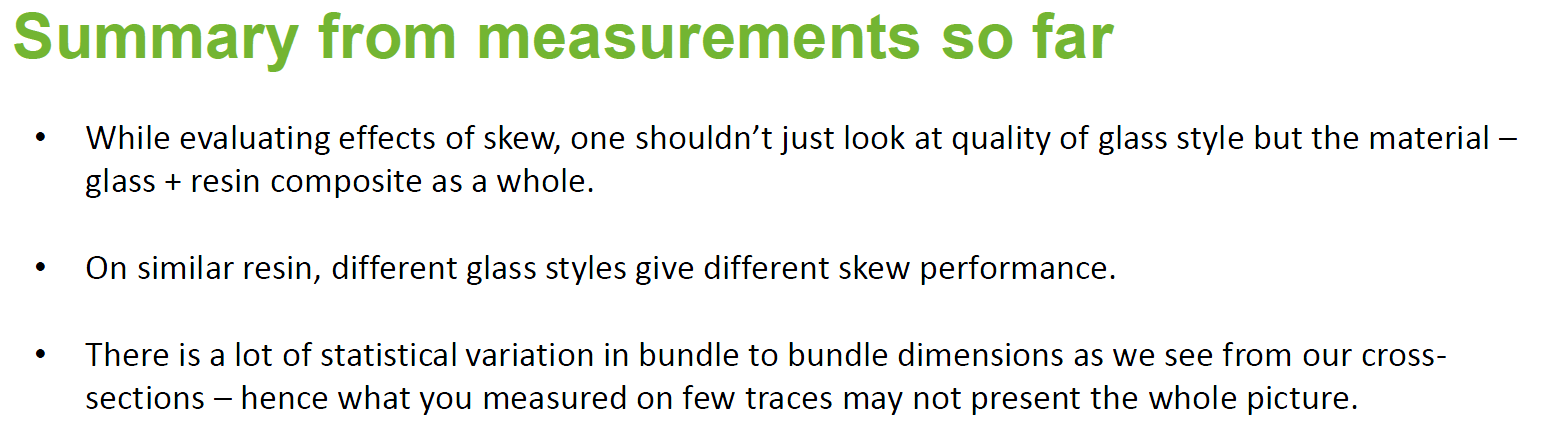 Summary from measurements so far
• While evaluating effects of skew, one shouldn’t just look at quality of glass style but the material –
glass + resin composite as a whole.
• On similar resin, different glass styles give different skew performance.
• There is a lot of statistical variation in bundle to bundle dimensions as we see from our cross-
sections – hence what you measured on few traces may not present the whole picture.